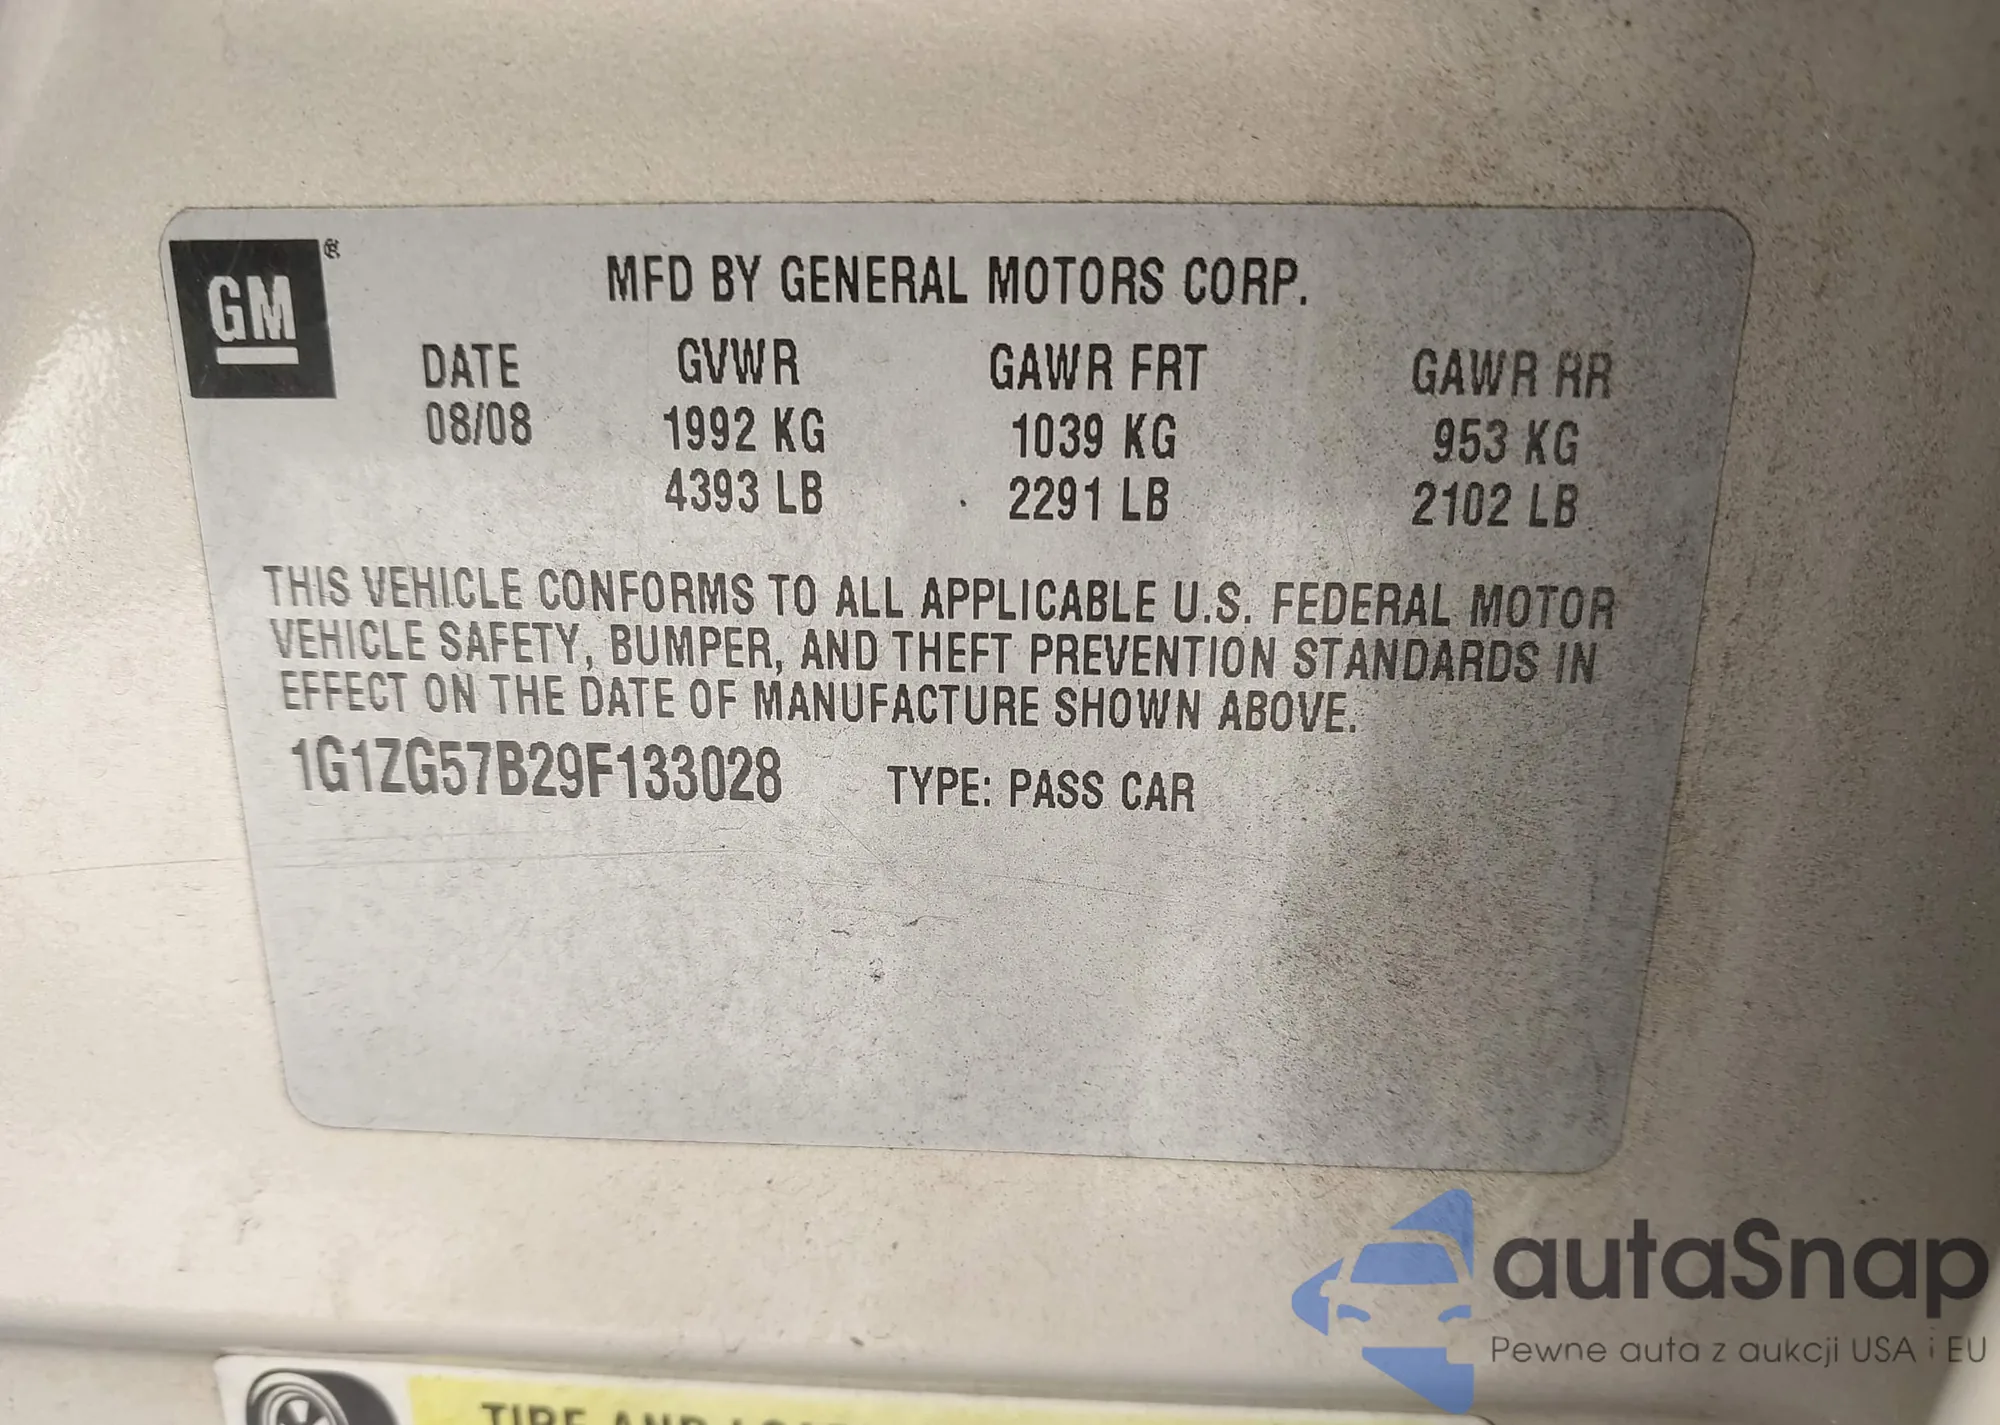 GM ®
MFD BY GENERAL MOTORS CORP.
DATE GVWR GAWR FRT GAWR RR
08/08 1992 KG 1039 KG 953 KG
4393 LB 2291 LB 2102 LB
THIS VEHICLE CONFORMS TO ALL APPLICABLE U.S. FEDERAL MOTOR
VEHICLE SAFETY, BUMPER, AND THEFT PREVENTION STANDARDS IN
EFFECT ON THE DATE OF MANUFACTURE SHOWN ABOVE.
1G1ZG57B29F133028 TYPE: PASS CAR
autaSnap
Pewne auta z aukcji USA i EU
TIRE AND